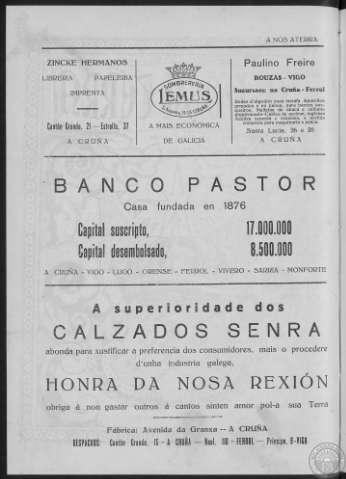 A NOSA TERRA
ZINCKE HERMANOS
LIBRERIA PAPELERIA
IMPRENTA
Cantón Grande, 21 — Estrella, 37
A CRUÑA
SOMBRERERIA
LEMUS
A MAIS ECONOMICA
DE GALICIA
Paulino Freire
BOUZAS - VIGO
Sucursaes: na Cruña - Ferrol
Santa Lucía, 26 e 28
A CRUÑA
BANCO PASTOR
Casa fundada en 1876
Capital suscripto, 17.000.000
Capital desembolsado, 8.500.000
A CRUÑA - VIGO - LUGO - ORENSE - FERROL - VIVERO - SARRIA - MONFORTE
A superioridade dos
CALZADOS SENRA
abonda para xustificar a preferencia dos consumidores, mais o procedere
d'unha industria galega,
HONRA DA NOSA REXIÓN
obriga á non gastar outros á cantos sinten amor pol-a sua Terra
Fábrica: Avenida da Granxa -- A CRUÑA
DESPACHOS: Cantón Grande, 15 - A CRUÑA — Real, 110 - FERROL. — Príncipe, 8 - VIGO